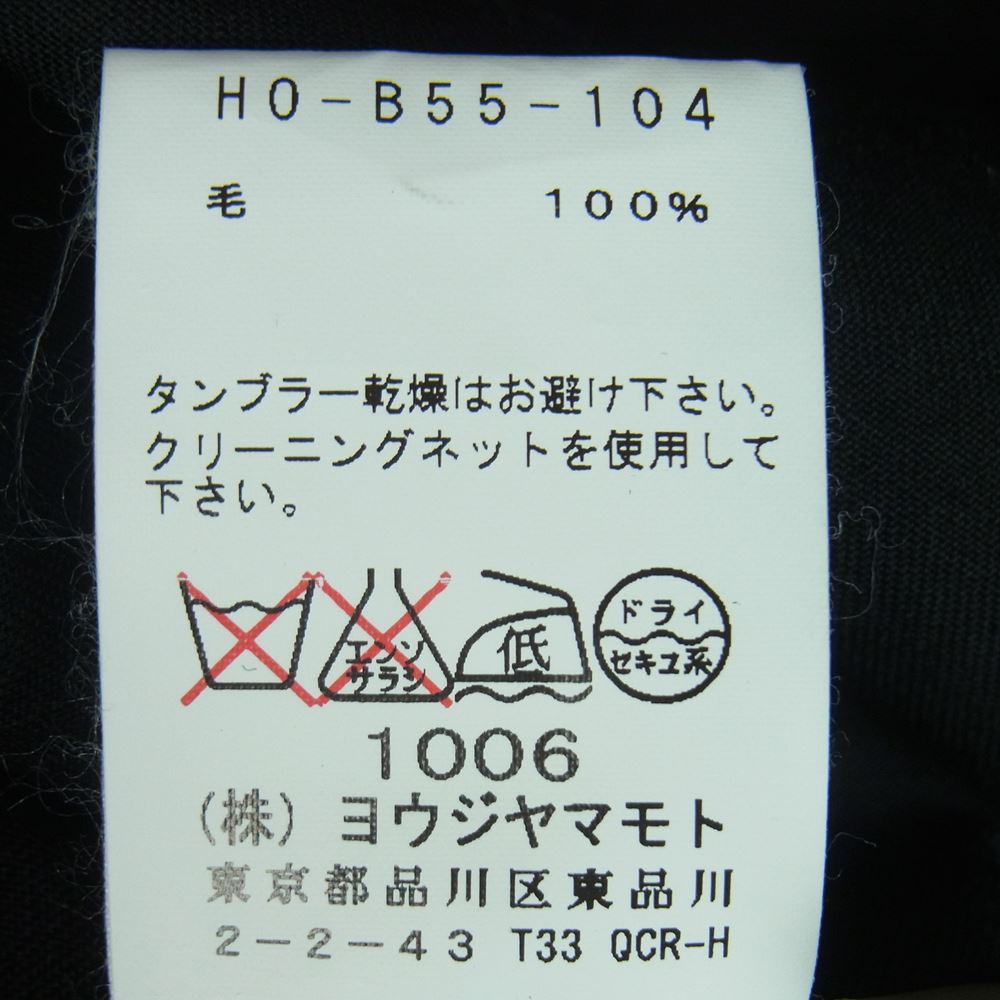 HO-B55-104
毛 100%
タンブラー乾燥はお避け下さい。
クリーニングネットを使用して
下さい。
エンソ
サラシ
低
ドライ
セキユ系
1006
(株)ヨウジヤマモト
東京都品川区東品川
2-2-43 T33 QCR-H